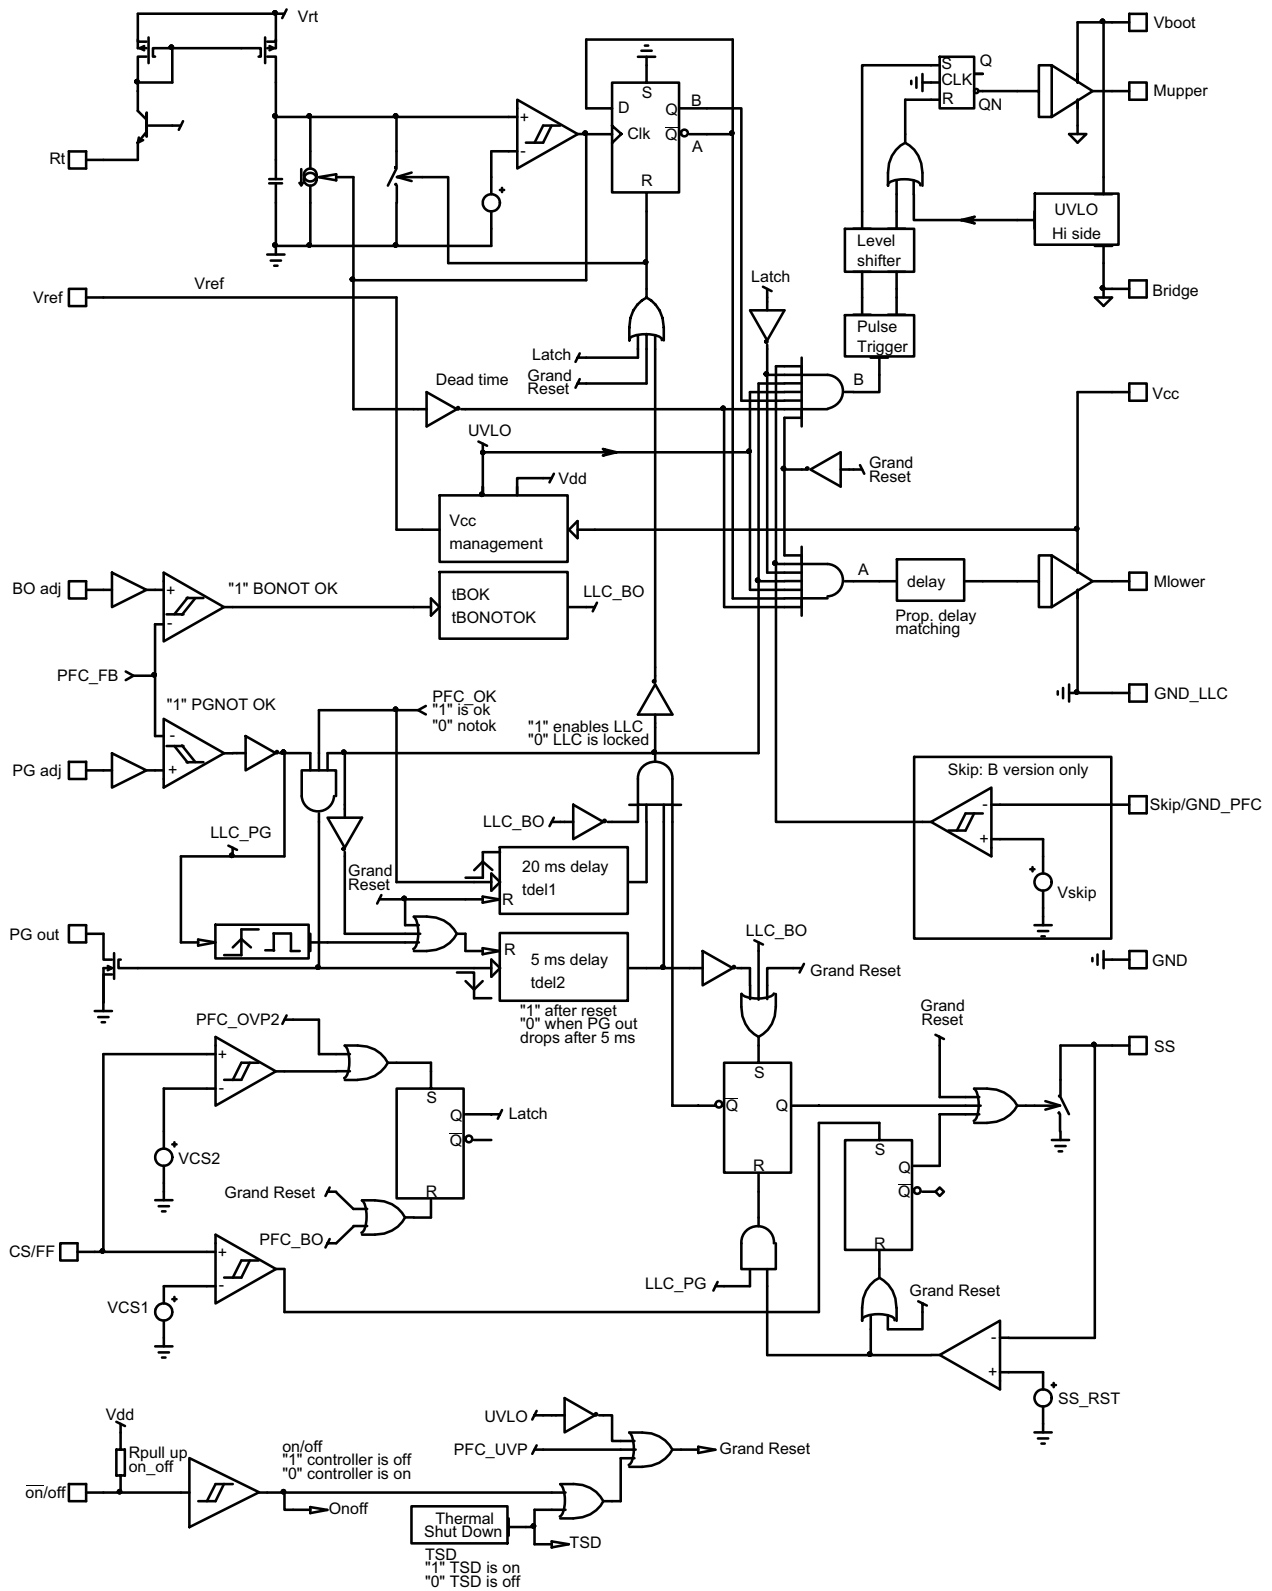 Vrt
Vboot
S
Q
CLK
R
QN
Mupper
S
D
Q
B
Clk
Q
A
R
+
-
+
Rt
UVLO
Hi side
Level
shifter
Vref
Vref
Latch
Bridge
Pulse
Trigger
Latch
Grand
Reset
Dead time
B
Vcc
UVLO
Grand
Reset
Vdd
Vcc
management
BO adj
+
-
"1" BONOT OK
tBOK
tBONOTOK
LLC_BO
A
delay
Mlower
Prop. delay
matching
PFC_FB
"1" PGNOT OK
PFC_OK
"1" is ok
"0" notok
"1" enables LLC
"0" LLC is locked
GND_LLC
-
+
PG adj
Skip: B version only
-
+
Skip/GND_PFC
+
Vskip
LLC_BO
LLC_PG
Grand
Reset
20 ms delay
tdel1
R
PG out
R
5 ms delay
tdel2
LLC_BO
Grand Reset
GND
"1" after reset
"0" when PG out
drops after 5 ms
Grand
Reset
PFC_OVP2
+
-
SS
S
Q
Q
R
S
Q
Q
R
Latch
+
VCS2
S
Q
Q
R
Grand Reset
PFC_BO
CS/FF
+
-
VCS1
+
LLC_PG
Grand Reset
-
+
+
SS_RST
Vdd
Rpull up
on_off
on/off
on/off
"1" controller is off
"0" controller is on
Onoff
UVLO
PFC_UVP
Grand Reset
Thermal
Shut Down
TSD
TSD
"1" TSD is on
"0" TSD is off